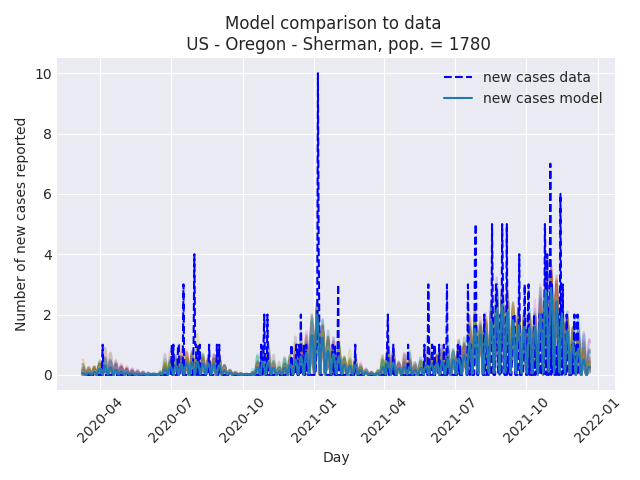 Model comparison to data
US - Oregon - Sherman, pop. = 1780
new cases data
new cases model
Number of new cases reported
10
8
6
4
2
0
2020-04
2020-07
2020-10
2021-01
2021-04
2021-07
2021-10
2022-01
Day